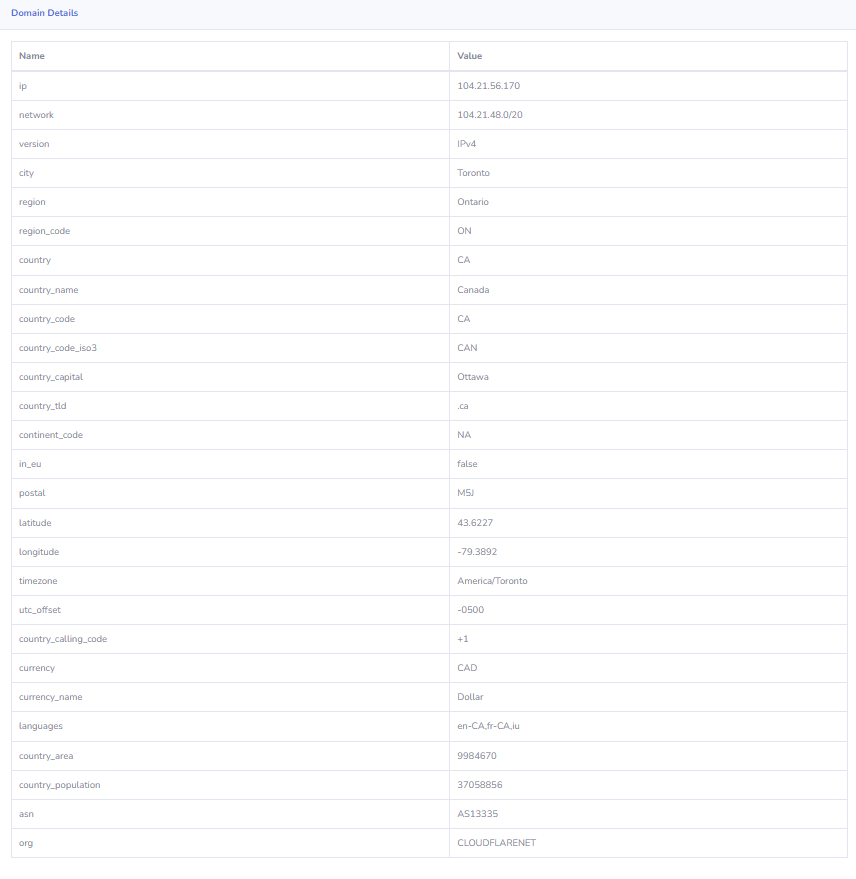 Domain Details
Name Value
ip 104.21.56.170
network 104.21.48.0/20
version IPv4
city Toronto
region Ontario
region_code ON
country CA
country_name Canada
country_code CA
country_code_iso3 CAN
country_capital Ottawa
country_tld .ca
continent_code NA
in_eu false
postal M5J
latitude 43.6227
longitude -79.3892
timezone America/Toronto
utc_offset -0500
country_calling_code +1
currency CAD
currency_name Dollar
languages en-CA,fr-CA,iu
country_area 9984670
country_population 37058856
asn AS13335
org CLOUDFLARENET